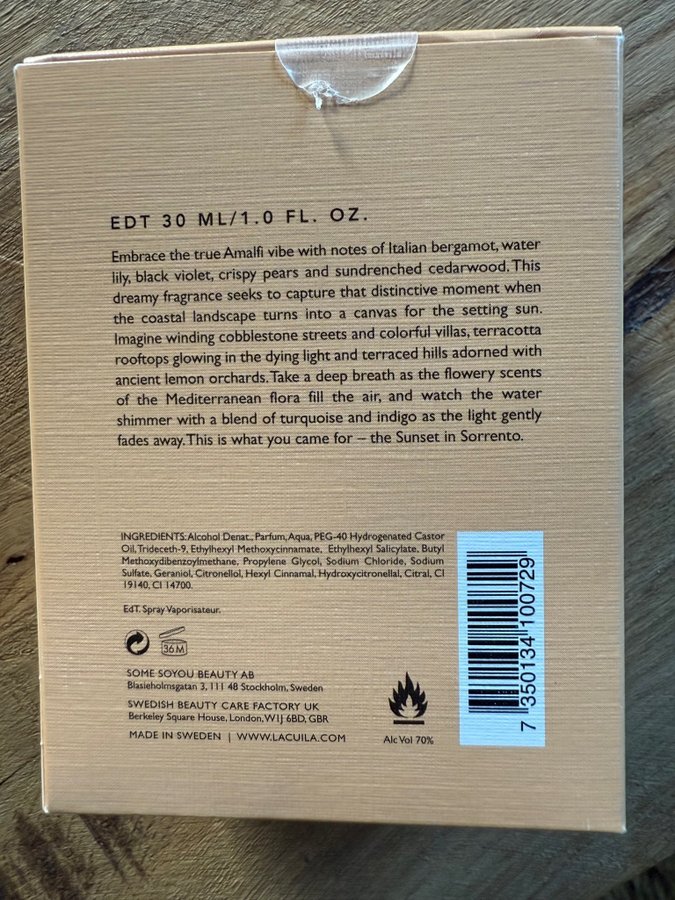 EDT 30 ML/1.0 FL. OZ.
Embrace the true Amalfi vibe with notes of Italian bergamot, water
lily, black violet, crispy pears and sundrenched cedarwood. This
dreamy fragrance seeks to capture that distinctive moment when
the coastal landscape turns into a canvas for the setting sun.
Imagine winding cobblestone streets and colorful villas, terracotta
rooftops glowing in the dying light and terraced hills adorned with
ancient lemon orchards. Take a deep breath as the flowery scents
of the Mediterranean flora fill the air, and watch the water
shimmer with a blend of turquoise and indigo as the light gently
fades away. This is what you came for – the Sunset in Sorrento.
INGREDIENTS: Alcohol Denat., Parfum, Aqua, PEG-40 Hydrogenated Castor
Oil, Trideceth-9, Ethylhexyl Methoxycinnamate, Ethylhexyl Salicylate, Butyl
Methoxydibenzoylmethane, Propylene Glycol, Sodium Chloride, Sodium
Sulfate, Geraniol, Citronellol, Hexyl Cinnamal, Hydroxycitronellal, Citral, CI
19140, CI 14700.
EdT. Spray Vaporisateur.
36 M
SOME SOYOU BEAUTY AB
Blasieholmsgatan 3, 111 48 Stockholm, Sweden
SWEDISH BEAUTY CARE FACTORY UK
Berkeley Square House, London, W1J 6BD, GBR
MADE IN SWEDEN | WWW.LACUILA.COM
Alc Vol 70%
7 350134 100729